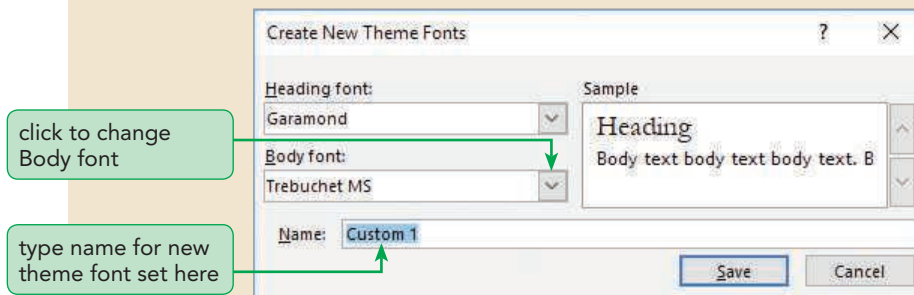 Create New Theme Fonts ? ×
Heading font:
Garamond
Body font:
Trebuchet MS
Sample
Heading
Body text body text body text. B
Name: Custom 1
Save Cancel
click to change
Body font
type name for new
theme font set here